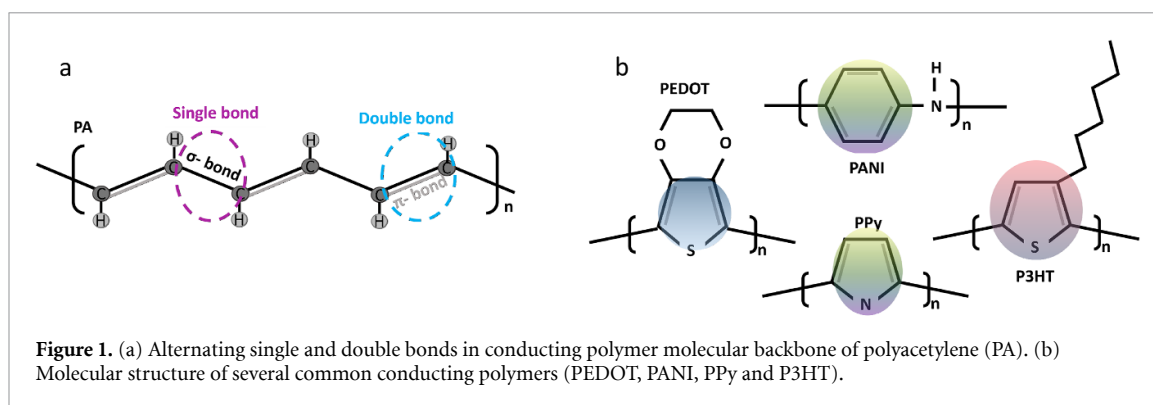 a
PA
Single bond
Double bond
H
H
H
σ- bond
C
C
C
C
C
C
π- bond
H
H
H
n
b
PEDOT
O
O
S
n
H
N
n
PANI
PPy
N
n
S
n
P3HT
Figure 1. (a) Alternating single and double bonds in conducting polymer molecular backbone of polyacetylene (PA). (b)
Molecular structure of several common conducting polymers (PEDOT, PANI, PPy and P3HT).